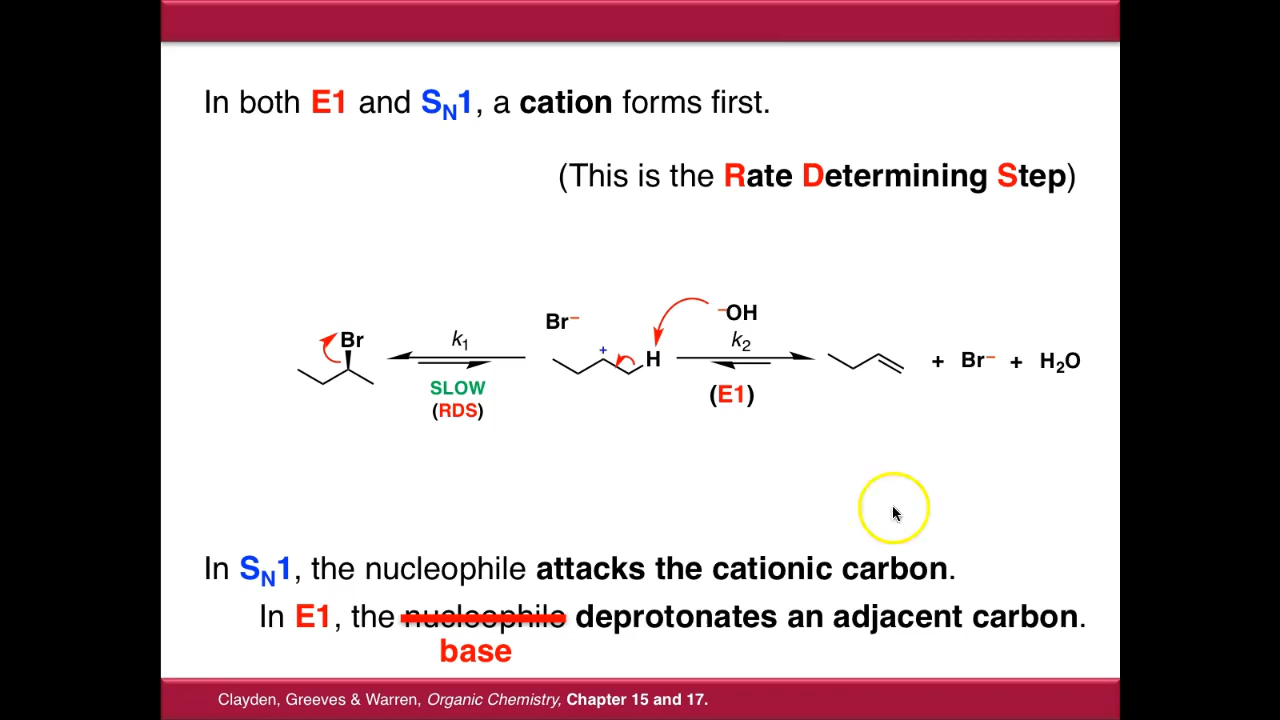 In both E1 and SN1, a cation forms first.
(This is the Rate Determining Step)
Br
k1
SLOW
(RDS)
Br−
+
H
−OH
k2
(E1)
+ Br− + H2O
In SN1, the nucleophile attacks the cationic carbon.
In E1, the nucleophile deprotonates an adjacent carbon.
base
Clayden, Greeves & Warren, Organic Chemistry, Chapter 15 and 17.